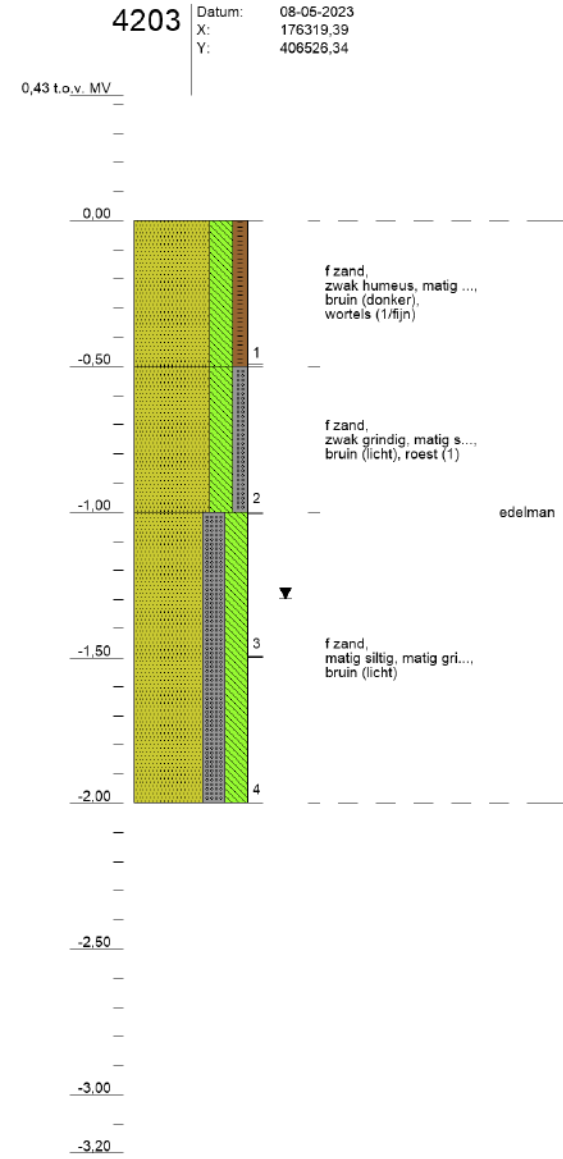 4203
Datum: 08-05-2023
X: 176319,39
Y: 406526,34
0,43 t.o.v. MV
0,00
f zand,
zwak humeus, matig ...,
bruin (donker),
wortels (1/fijn)
1
-0,50
f zand,
zwak grindig, matig s...,
bruin (licht), roest (1)
2
-1,00
edelman
3
-1,50
f zand,
matig siltig, matig gri...,
bruin (licht)
4
-2,00
-2,50
-3,00
-3,20